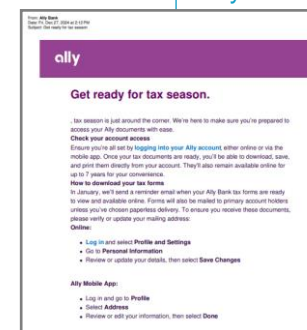 From: Ally Bank
Date: Fri, Dec 27, 2024 at 2:12 PM
Subject: Get ready for tax season
ally
Get ready for tax season.
, tax season is just around the corner. We're here to make sure you're prepared to
access your Ally documents with ease.
Check your account access
Ensure you're all set by logging into your Ally account, either online or via the
mobile app. Once your tax documents are ready, you'll be able to download, save,
and print them directly from your account. They'll also remain available online for
up to 7 years for your convenience.
How to download your tax forms
In January, we'll send a reminder email when your Ally Bank tax forms are ready
to view and available online. Forms will also be mailed to primary account holders
unless you've chosen paperless delivery. To ensure you receive these documents,
please verify or update your mailing address:
Online:
Log in and select Profile and Settings
Go to Personal Information
Review or update your details, then select Save Changes
Ally Mobile App:
Log in and go to Profile
Select Address
Review or edit your information, then select Done